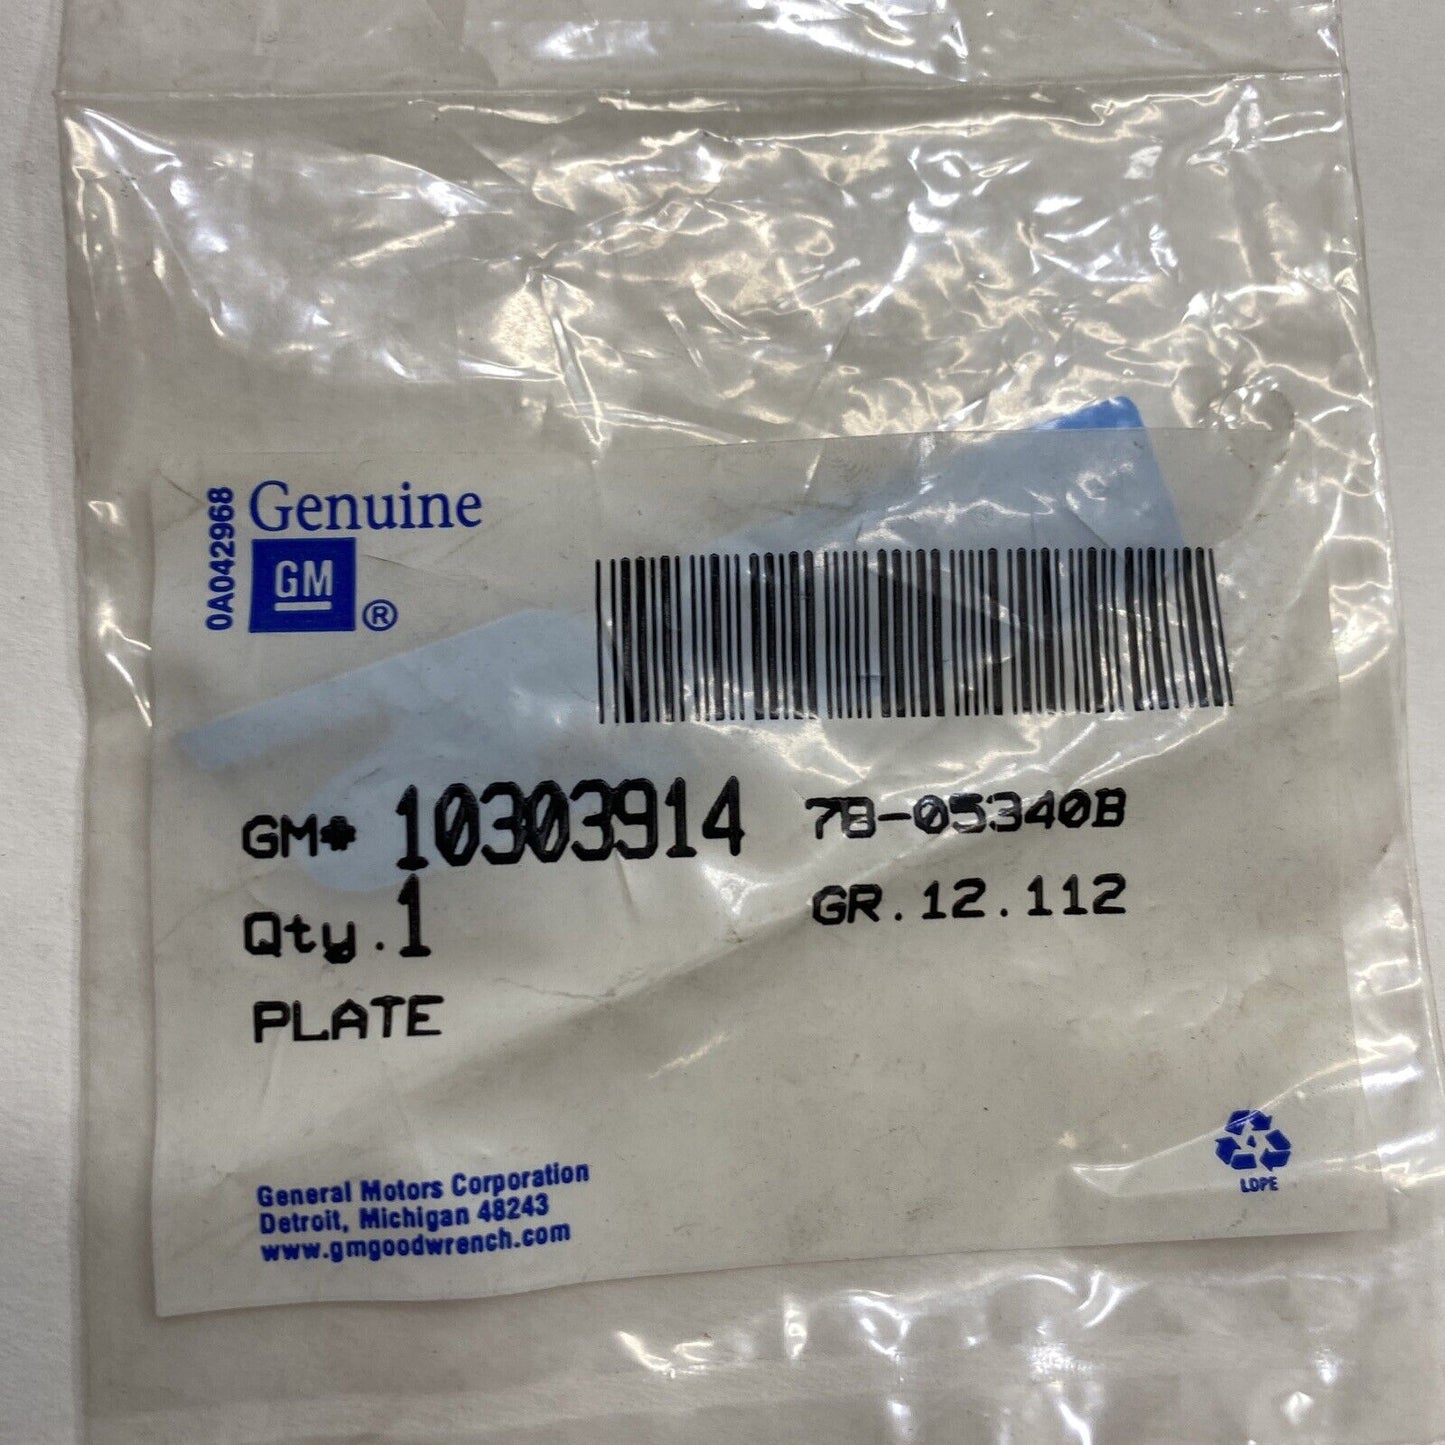 0A042968
Genuine
GM
®
GM# 10303914
7B-05340B
Qty.1
GR.12.112
PLATE
General Motors Corporation
Detroit, Michigan 48243
www.gmgoodwrench.com
4
LDPE